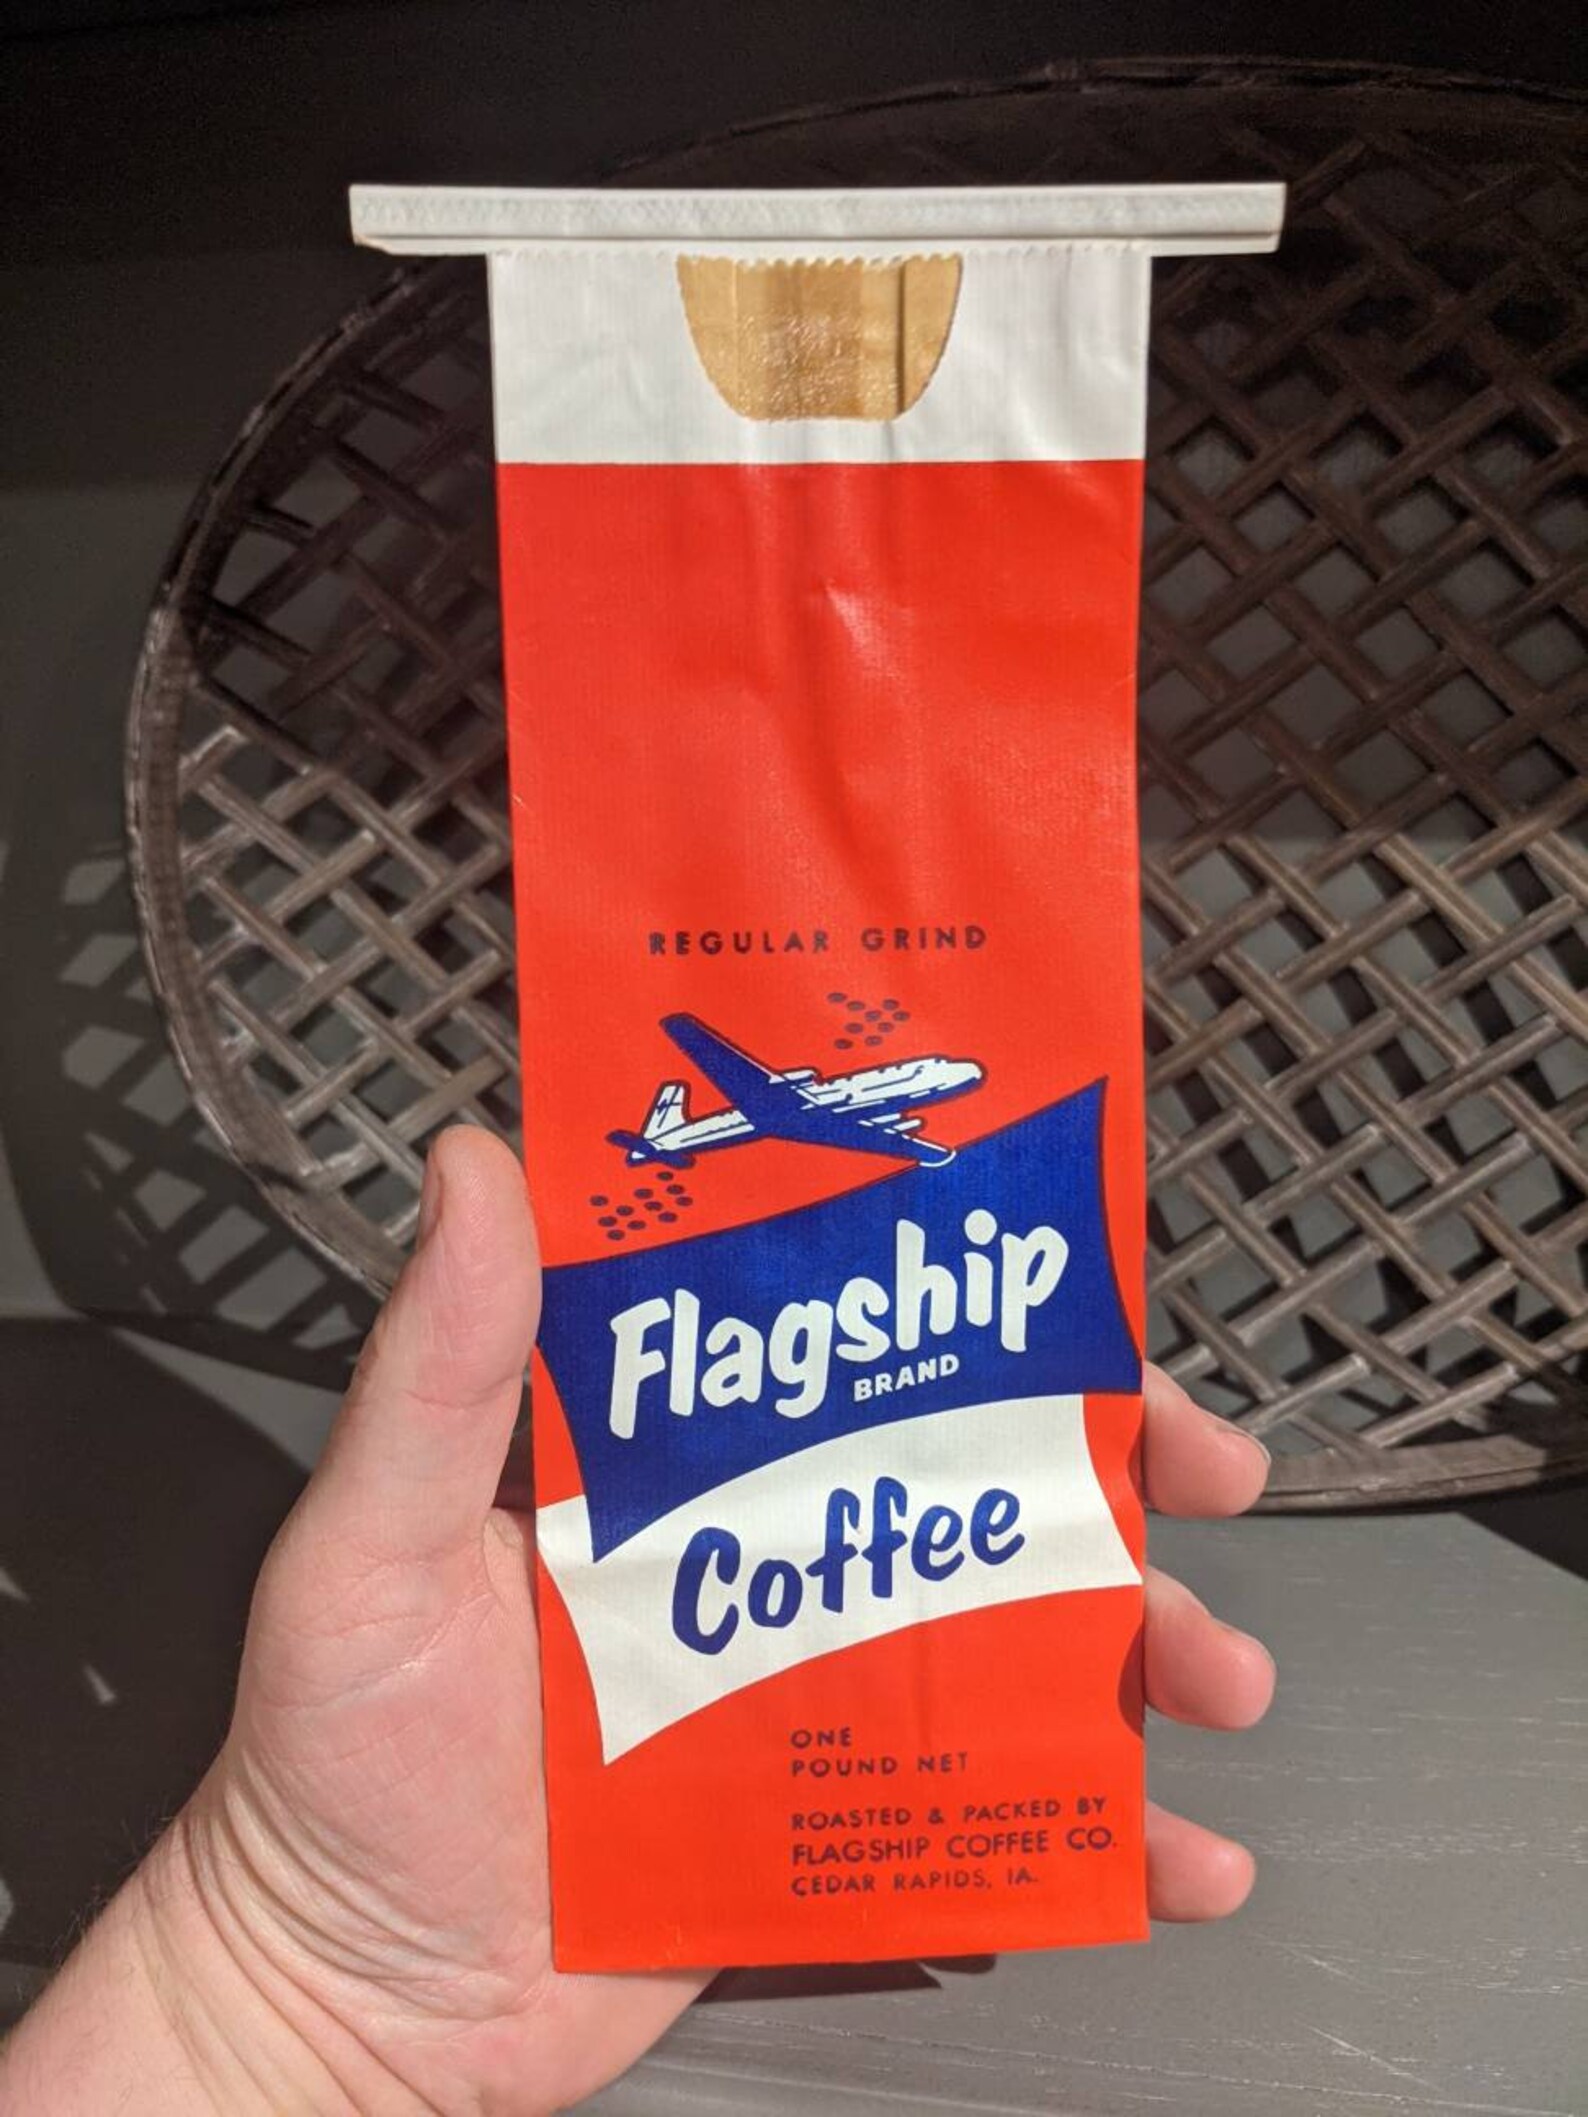 REGULAR GRIND
Flagship
BRAND
Coffee
ONE
POUND NET
ROASTED & PACKED BY
FLAGSHIP COFFEE CO.
CEDAR RAPIDS, IA.